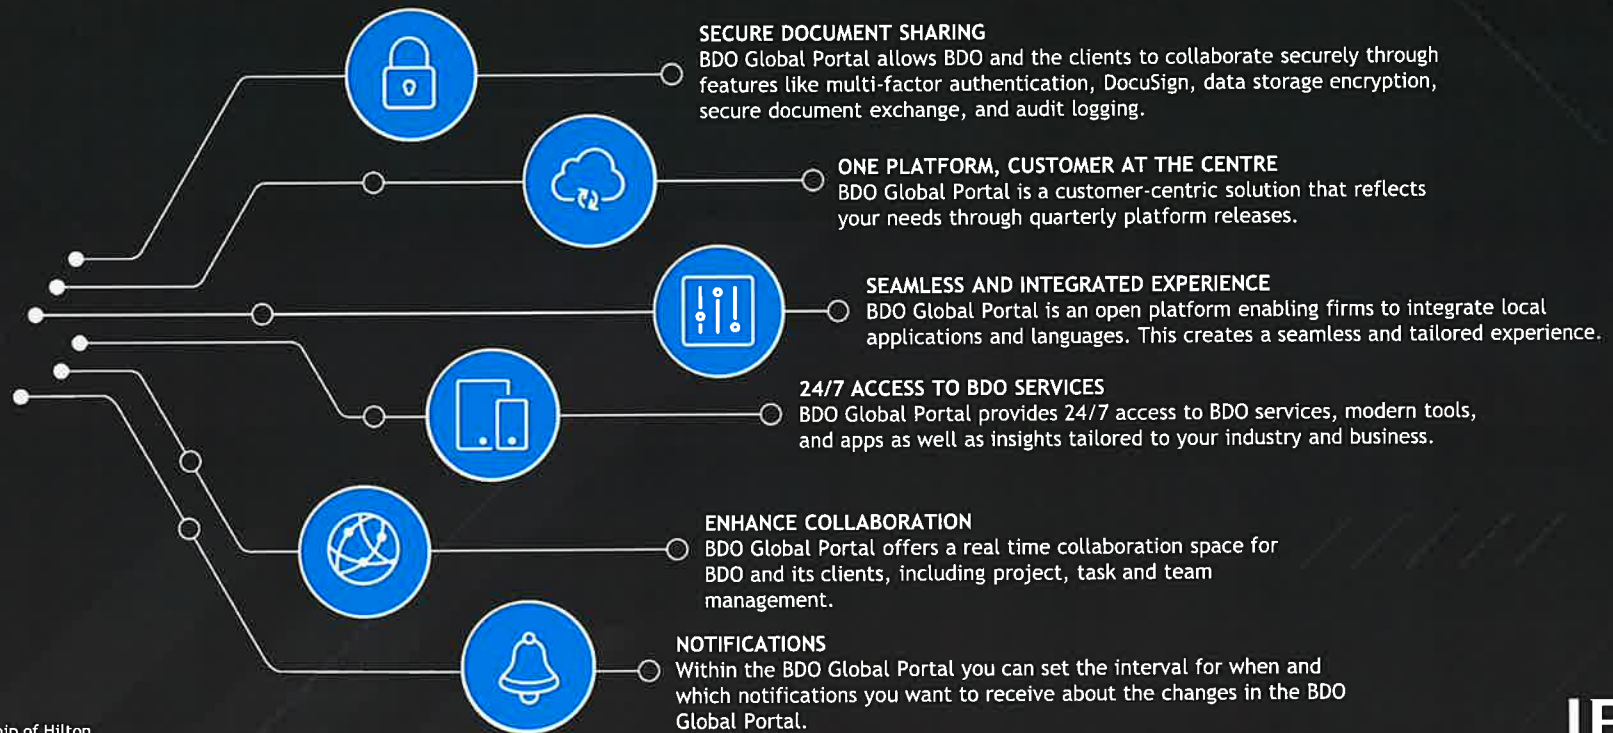 SECURE DOCUMENT SHARING
BDO Global Portal allows BDO and the clients to collaborate securely through
features like multi-factor authentication, DocuSign, data storage encryption,
secure document exchange, and audit logging.
ONE PLATFORM, CUSTOMER AT THE CENTRE
BDO Global Portal is a customer-centric solution that reflects
your needs through quarterly platform releases.
SEAMLESS AND INTEGRATED EXPERIENCE
BDO Global Portal is an open platform enabling firms to integrate local
applications and languages. This creates a seamless and tailored experience.
24/7 ACCESS TO BDO SERVICES
BDO Global Portal provides 24/7 access to BDO services, modern tools,
and apps as well as insights tailored to your industry and business.
ENHANCE COLLABORATION
BDO Global Portal offers a real time collaboration space for
BDO and its clients, including project, task and team
management.
NOTIFICATIONS
Within the BDO Global Portal you can set the interval for when and
which notifications you want to receive about the changes in the BDO
Global Portal.
of Hilton